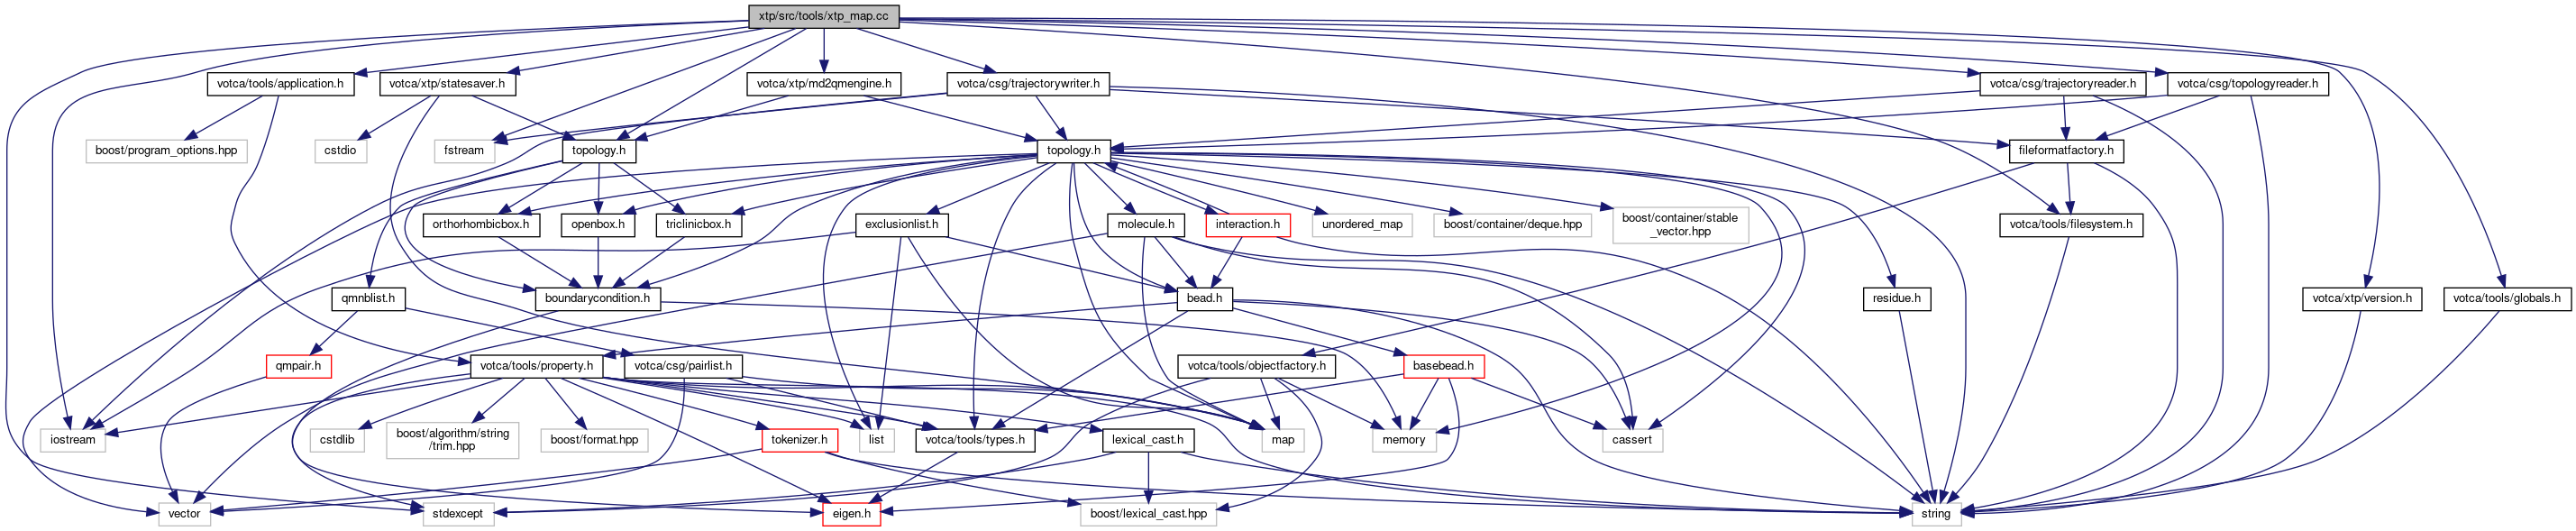 xtp/src/tools/xtp_map.cc
votca/tools/application.h
votca/xtp/statesaver.h
votca/xtp/md2qmengine.h
votca/csg/trajectorywriter.h
votca/csg/trajectoryreader.h
votca/csg/topologyreader.h
boost/program_options.hpp
cstdio
fstream
topology.h
topology.h
fileformatfactory.h
orthorhombicbox.h
openbox.h
triclinicbox.h
exclusionlist.h
molecule.h
interaction.h
unordered_map
boost/container/deque.hpp
boost/container/stable
_vector.hpp
votca/tools/filesystem.h
qmnblist.h
boundarycondition.h
bead.h
residue.h
votca/xtp/version.h
votca/tools/globals.h
qmpair.h
votca/tools/property.h
votca/csg/pairlist.h
votca/tools/objectfactory.h
basebead.h
iostream
cstdlib
boost/algorithm/string
/trim.hpp
boost/format.hpp
tokenizer.h
list
votca/tools/types.h
lexical_cast.h
map
memory
cassert
vector
stdexcept
eigen.h
boost/lexical_cast.hpp
string